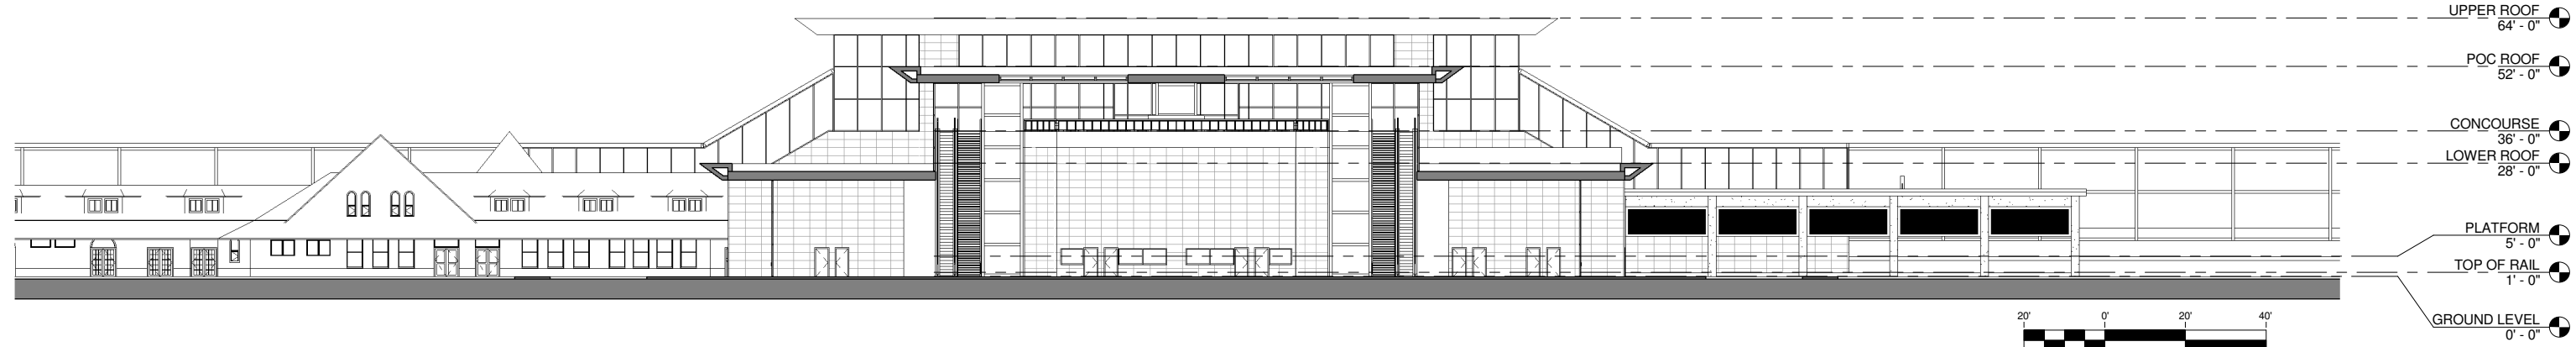 UPPER ROOF
64' - 0"
POC ROOF
52' - 0"
CONCOURSE
36' - 0"
LOWER ROOF
28' - 0"
PLATFORM
5' - 0"
TOP OF RAIL
1' - 0"
GROUND LEVEL
0' - 0"
20' 0' 20' 40'